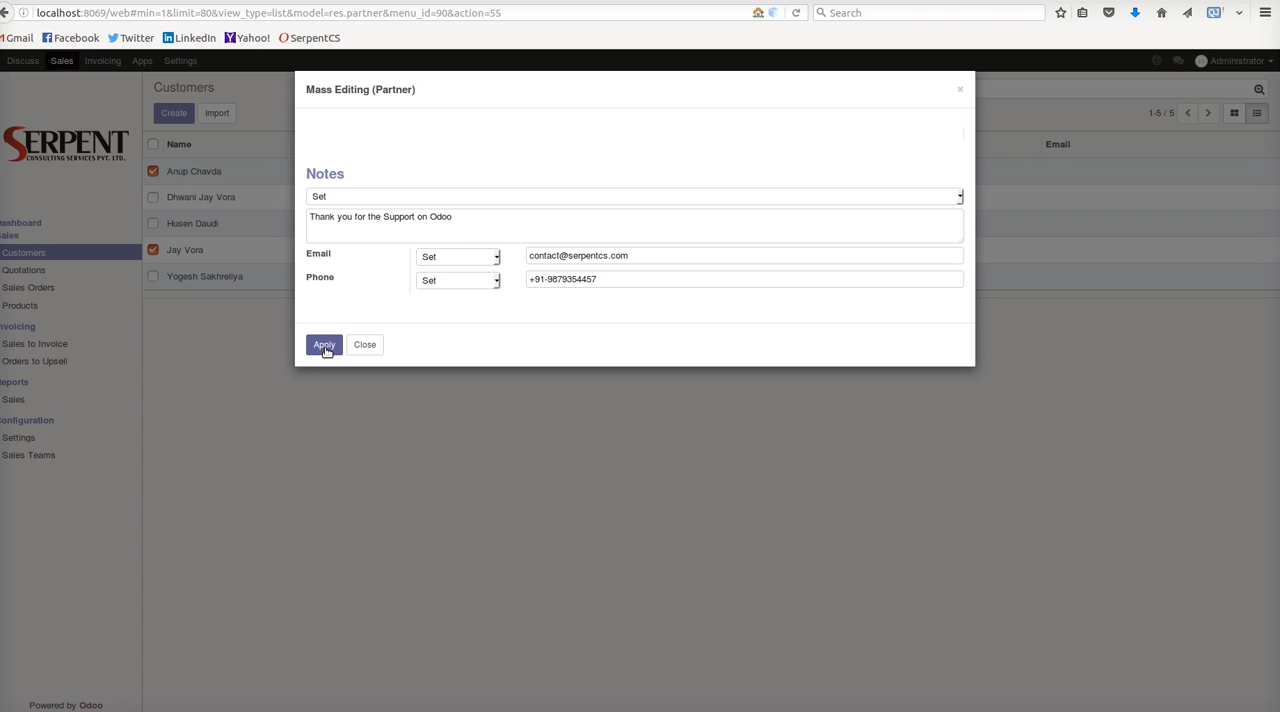 localhost:8069/web#min=1&limit=80&view_type=list&model=res.partner&menu_id=90&action=55
Search
Gmail Facebook Twitter LinkedIn Yahoo! SerpentCS
Discuss Sales Invoicing Apps Settings Administrator
Mass Editing (Partner) ×
Customers
Create Import
1-5 / 5
SERPENT
CONSULTING SERVICES PVT. LTD.
Name Email
Anup Chavda
Dhwani Jay Vora
Husen Daudi
Jay Vora
Yogesh Sakhreliya
Dashboard
Sales
Customers
Quotations
Sales Orders
Products
Invoicing
Sales to Invoice
Orders to Upsell
Reports
Sales
Configuration
Settings
Sales Teams
Notes
Set
Thank you for the Support on Odoo
Email Set contact@serpentcs.com
Phone Set +91-9879354457
Apply Close
Powered by Odoo